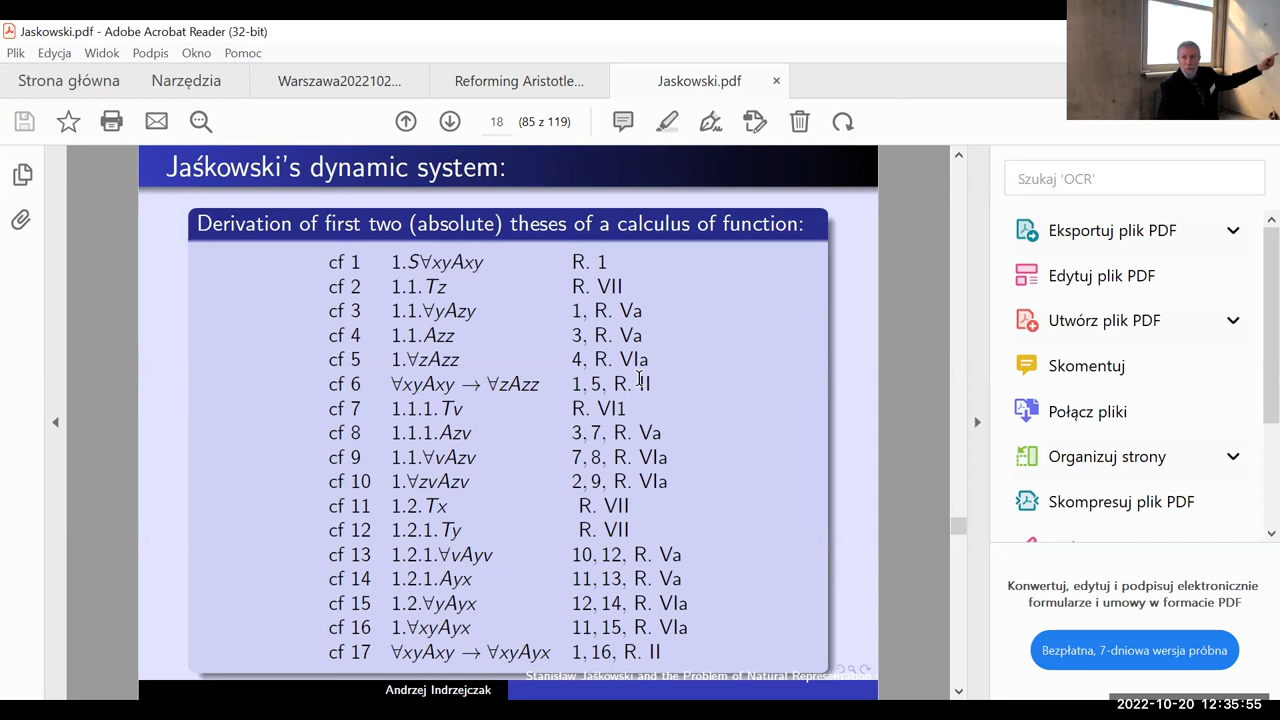 Jaskowski.pdf - Adobe Acrobat Reader (32-bit)
Plik Edycja Widok Podpis Okno Pomoc
Strona główna Narzędzia Warszawa2022102... Reforming Aristotle... Jaskowski.pdf ×
18 (85 z 119)
Jaśkowski's dynamic system:
Derivation of first two (absolute) theses of a calculus of function:
cf 1 1.S∀xyAxy R. 1
cf 2 1.1.Tz R. VII
cf 3 1.1.∀yAzy 1, R. Va
cf 4 1.1.Azz 3, R. Va
cf 5 1.∀zAzz 4, R. VIa
cf 6 ∀xyAxy → ∀zAzz 1, 5, R. II
cf 7 1.1.1.Tv R. VI1
cf 8 1.1.1.Azv 3, 7, R. Va
cf 9 1.1.∀vAzv 7, 8, R. VIa
cf 10 1.∀zvAzv 2, 9, R. VIa
cf 11 1.2.Tx R. VII
cf 12 1.2.1.Ty R. VII
cf 13 1.2.1.∀vAyv 10, 12, R. Va
cf 14 1.2.1.Ayx 11, 13, R. Va
cf 15 1.2.∀yAyx 12, 14, R. VIa
cf 16 1.∀xyAyx 11, 15, R. VIa
cf 17 ∀xyAxy → ∀xyAyx 1, 16, R. II
Stanisław Jaśkowski and the Problem of Natural Representation
Andrzej Indrzejczak
Szukaj 'OCR'
Eksportuj plik PDF
Edytuj plik PDF
Utwórz plik PDF
Skomentuj
Połącz pliki
Organizuj strony
Skompresuj plik PDF
Konwertuj, edytuj i podpisuj elektronicznie
formularze i umowy w formacie PDF
Bezpłatna, 7-dniowa wersja próbna
2022-10-20 12:35:55